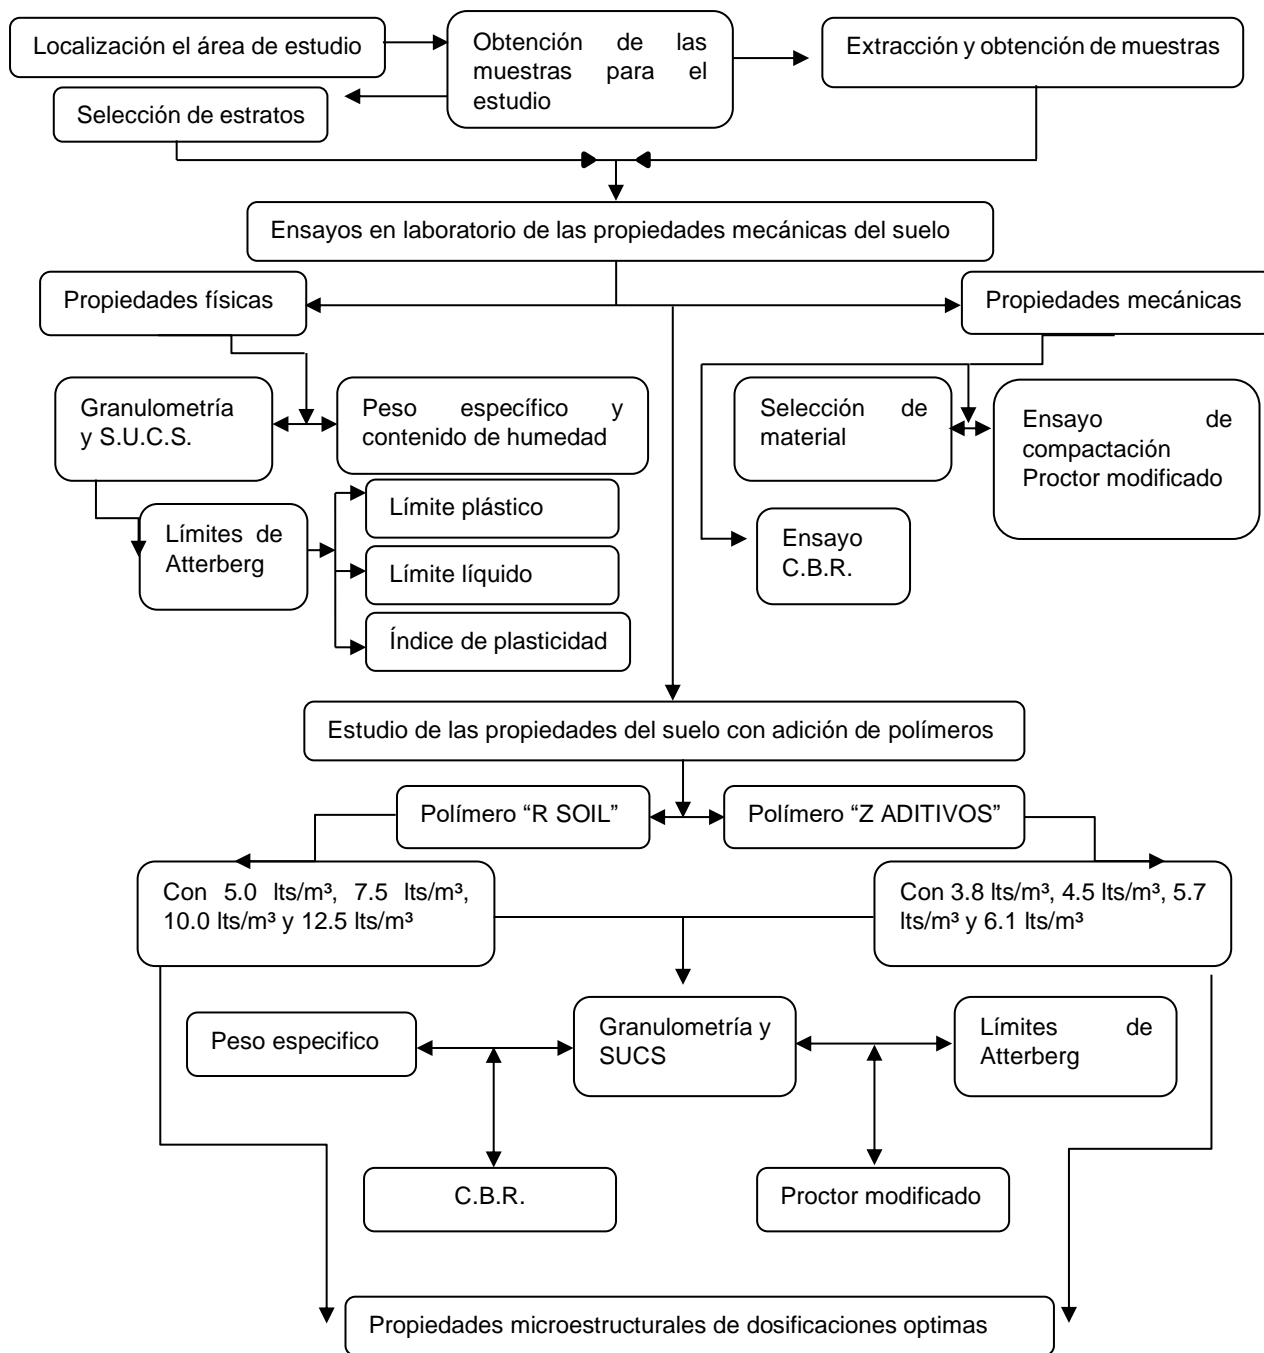 Localización el área de estudio
Obtención de las
muestras para el
estudio
Extracción y obtención de muestras
Selección de estratos
Ensayos en laboratorio de las propiedades mecánicas del suelo
Propiedades físicas
Propiedades mecánicas
Granulometría
y S.U.C.S.
Peso específico y
contenido de humedad
Selección de
material
Ensayo de
compactación
Proctor modificado
Límites de
Atterberg
Límite plástico
Límite líquido
Índice de plasticidad
Ensayo
C.B.R.
Estudio de las propiedades del suelo con adición de polímeros
Polímero “R SOIL”
Polímero “Z ADITIVOS”
Con 5.0 lts/m³, 7.5 lts/m³,
10.0 lts/m³ y 12.5 lts/m³
Con 3.8 lts/m³, 4.5 lts/m³, 5.7
lts/m³ y 6.1 lts/m³
Peso especifico
Granulometría y
SUCS
Límites de
Atterberg
C.B.R.
Proctor modificado
Propiedades microestructurales de dosificaciones optimas